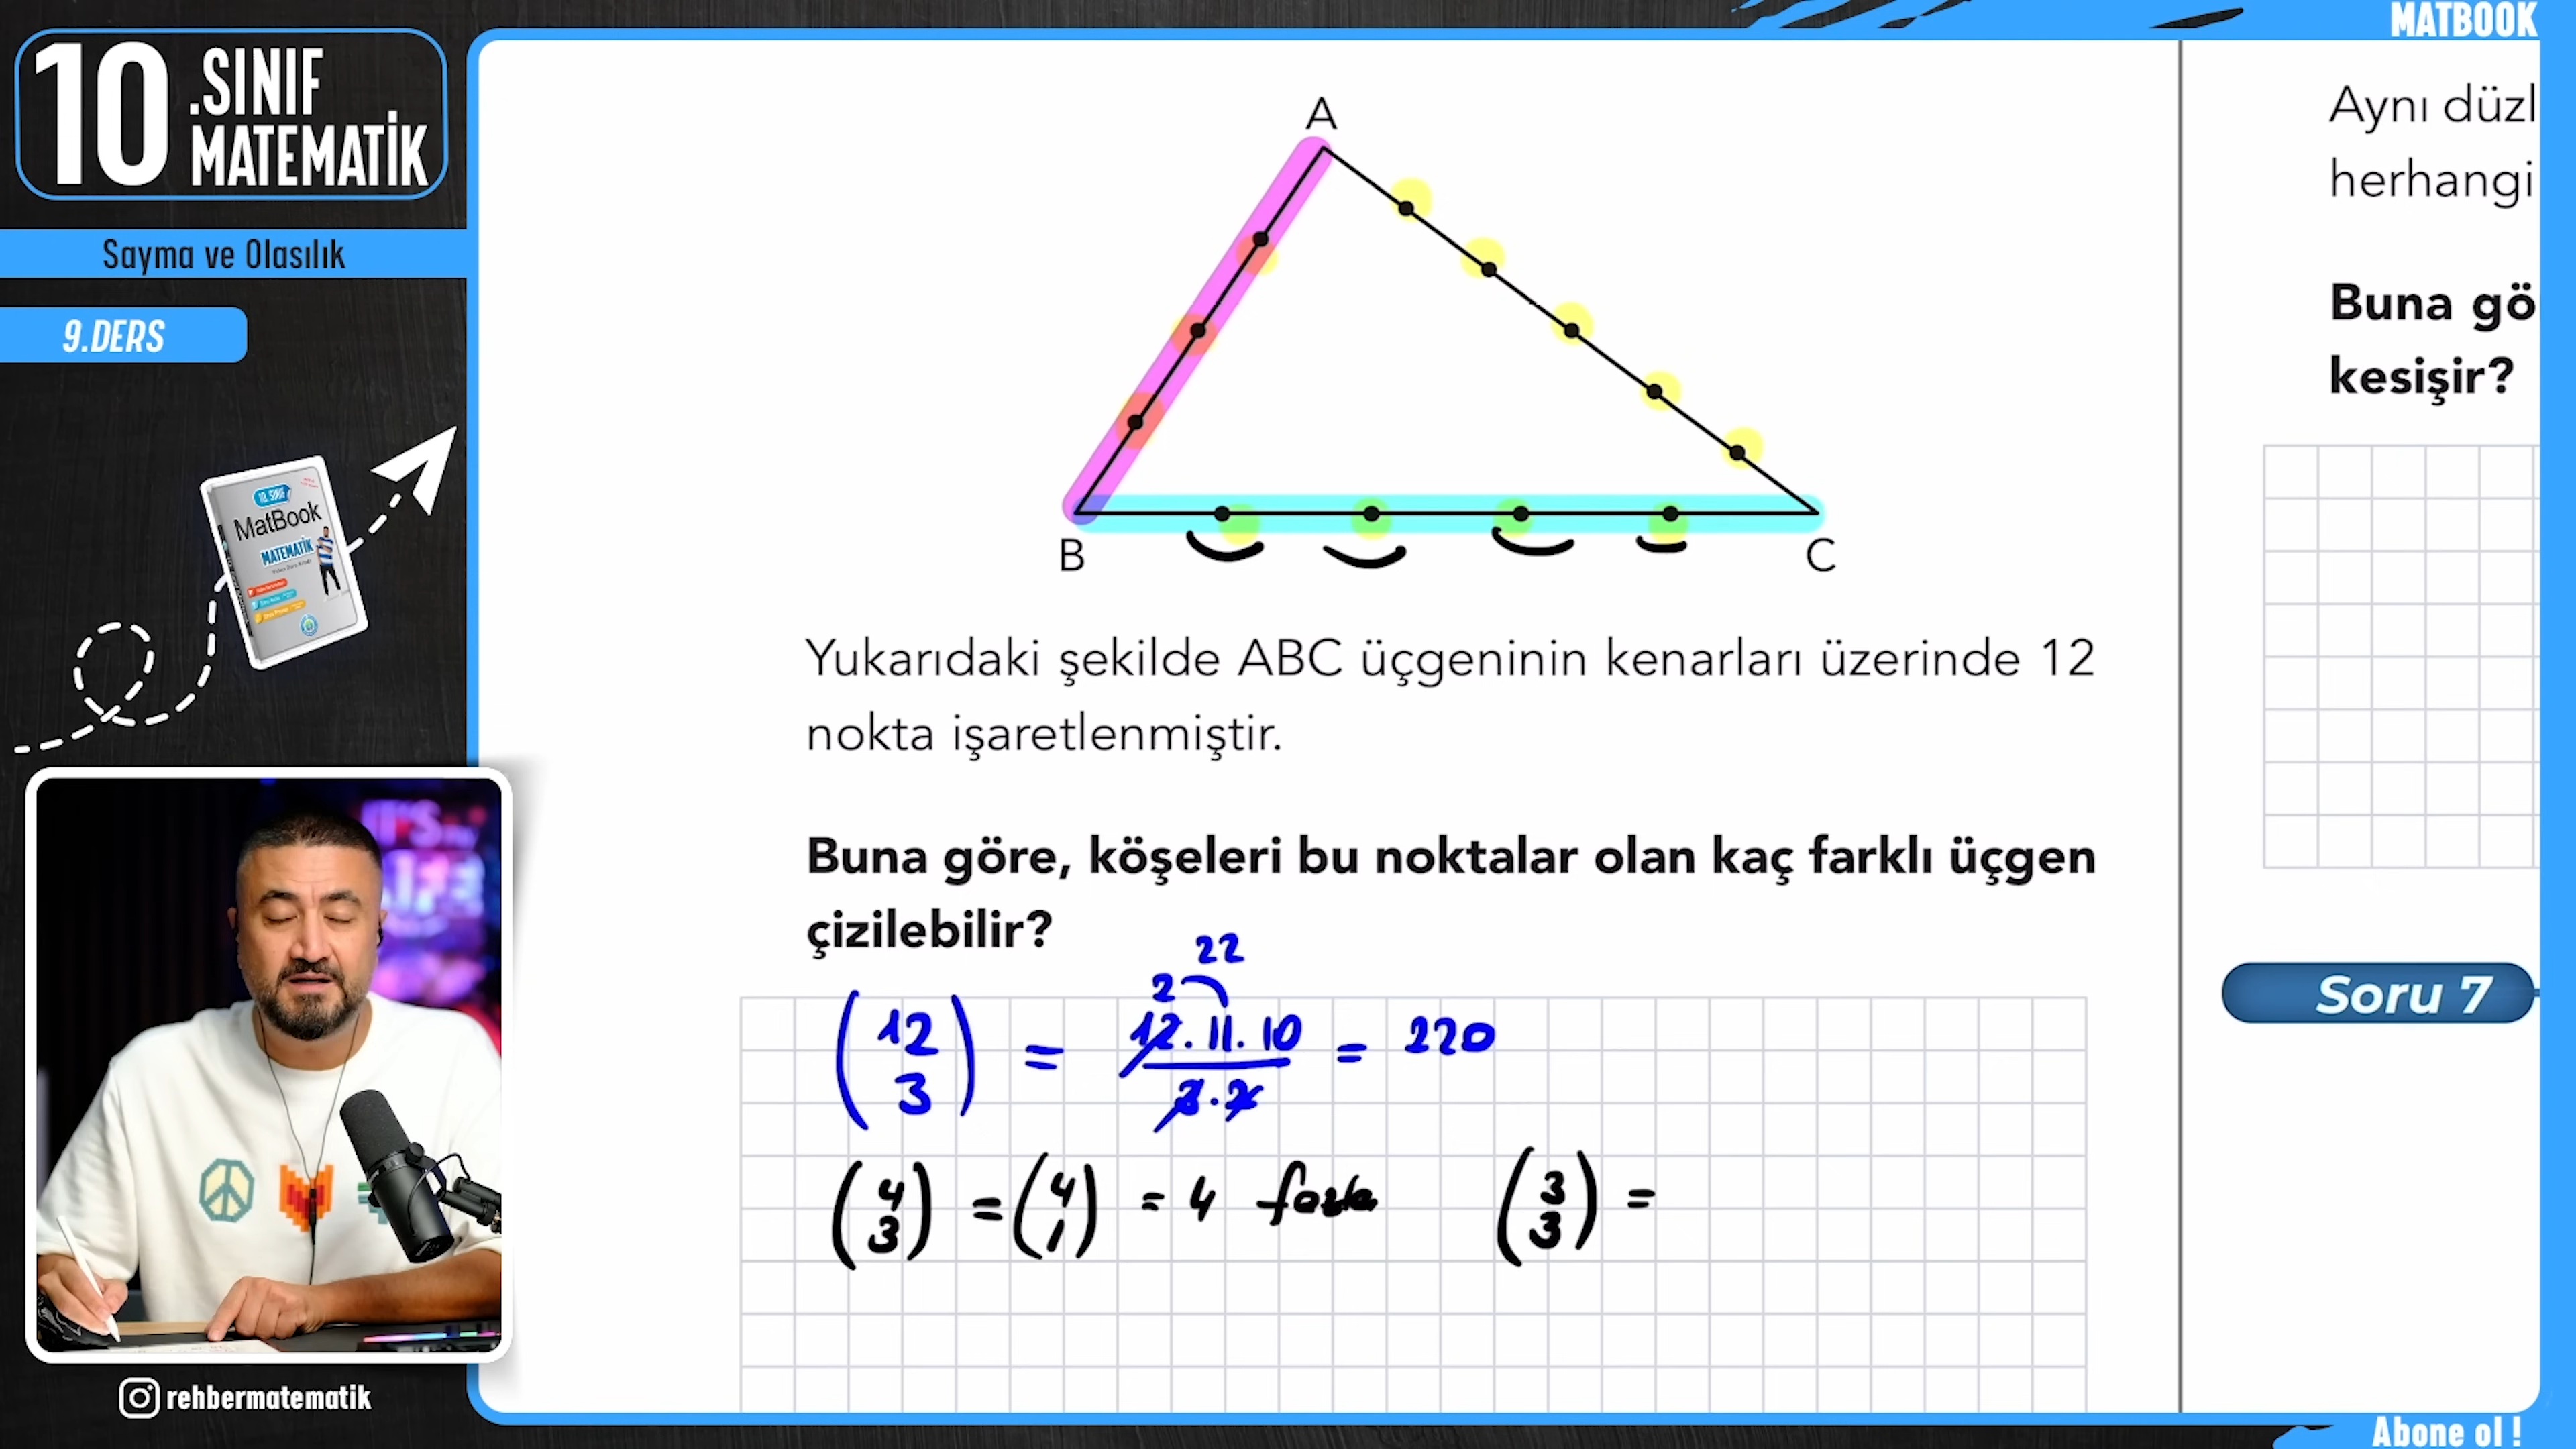 MATBOOK
10.SINIF
MATEMATİK
Sayma ve Olasılık
9.DERS
10. SINIF
MatBook
MATEMATİK
A
B
C
Yukarıdaki şekilde ABC üçgeninin kenarları üzerinde 12
nokta işaretlenmiştir.
Buna göre, köşeleri bu noktalar olan kaç farklı üçgen
çizilebilir?
22
2
(12 3) = 12.11.10 / 3.2 = 220
(4 3) = (4 1) = 4 fazla (3 3) =
Aynı düzl
herhangi
Buna gö
kesişir?
Soru 7
rehbermatematik
Abone ol !